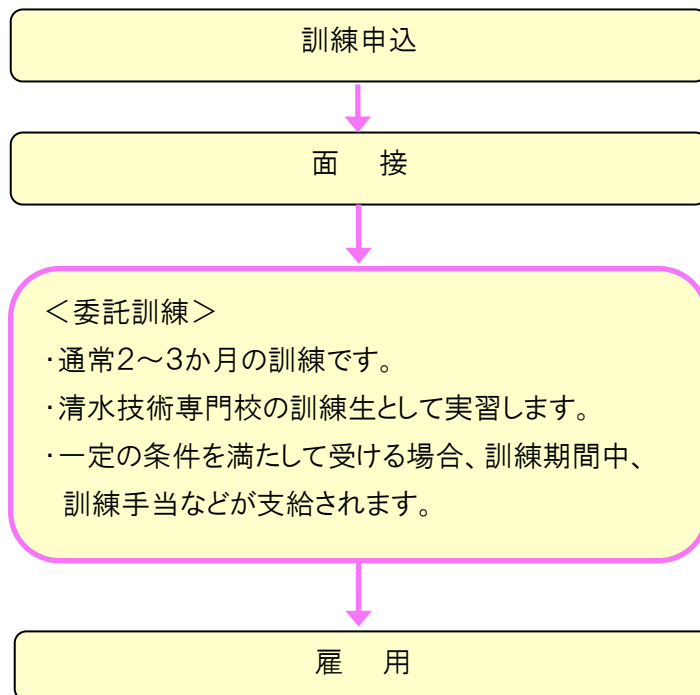 訓練申込
面　接
＜委託訓練＞
・通常２～３か月の訓練です。
・清水技術専門校の訓練生として実習します。
・一定の条件を満たして受ける場合、訓練期間中、
訓練手当などが支給されます。
雇　用